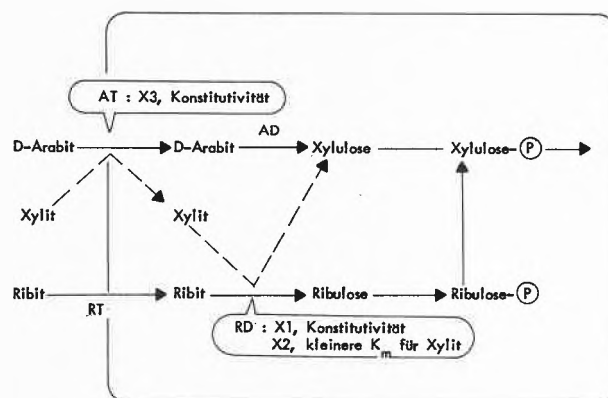 AT : X3, Konstitutivität
AD
D-Arabit D-Arabit Xylulose Xylulose-P
Xylit Xylit
Ribit Ribit Ribulose Ribulose-P
RT
RD : X1, Konstitutivität
X2, kleinere Km für Xylit